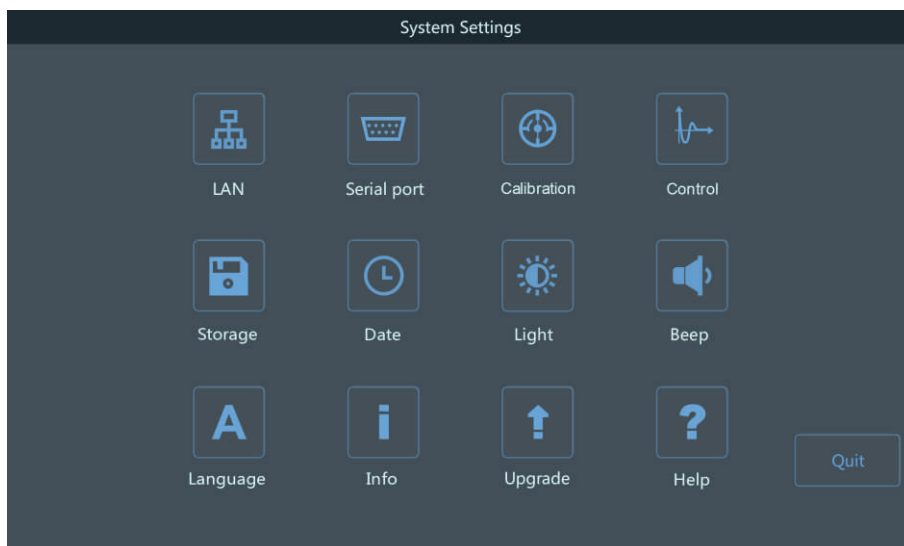 System Settings
LAN Serial port Calibration Control
Storage Date Light Beep
A i ?
Language Info Upgrade Help
Quit